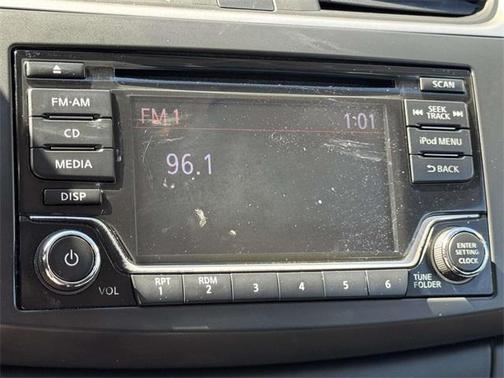 SCAN
FM·AM
CD
MEDIA
DISP
FM1 1:01
96.1
SEEK
TRACK
iPod MENU
BACK
VOL
RPT
1
RDM
2
3
4
5
6
TUNE
FOLDER
ENTER
SETTING
CLOCK